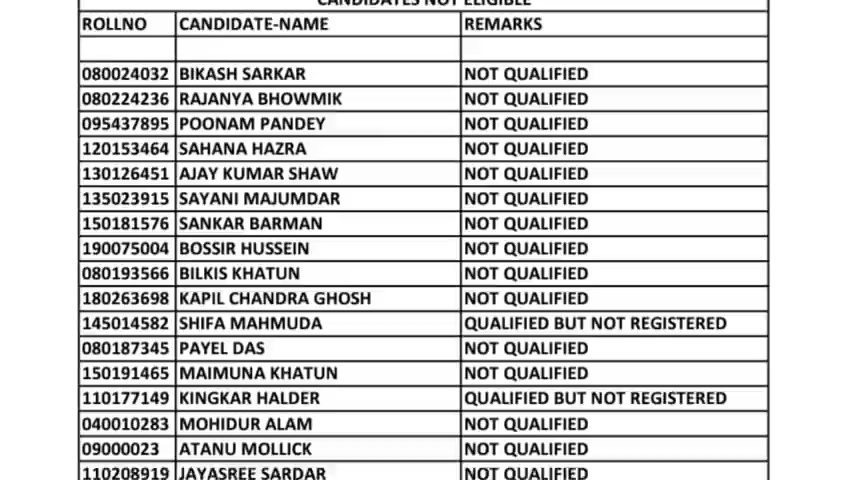 CANDIDATES NOT ELIGIBLE
ROLLNO CANDIDATE-NAME REMARKS
080024032 BIKASH SARKAR NOT QUALIFIED
080224236 RAJANYA BHOWMIK NOT QUALIFIED
095437895 POONAM PANDEY NOT QUALIFIED
120153464 SAHANA HAZRA NOT QUALIFIED
130126451 AJAY KUMAR SHAW NOT QUALIFIED
135023915 SAYANI MAJUMDAR NOT QUALIFIED
150181576 SANKAR BARMAN NOT QUALIFIED
190075004 BOSSIR HUSSEIN NOT QUALIFIED
080193566 BILKIS KHATUN NOT QUALIFIED
180263698 KAPIL CHANDRA GHOSH NOT QUALIFIED
145014582 SHIFA MAHMUDA QUALIFIED BUT NOT REGISTERED
080187345 PAYEL DAS NOT QUALIFIED
150191465 MAIMUNA KHATUN NOT QUALIFIED
110177149 KINGKAR HALDER QUALIFIED BUT NOT REGISTERED
040010283 MOHIDUR ALAM NOT QUALIFIED
09000023 ATANU MOLLICK NOT QUALIFIED
110208919 JAYASREE SARDAR NOT QUALIFIED